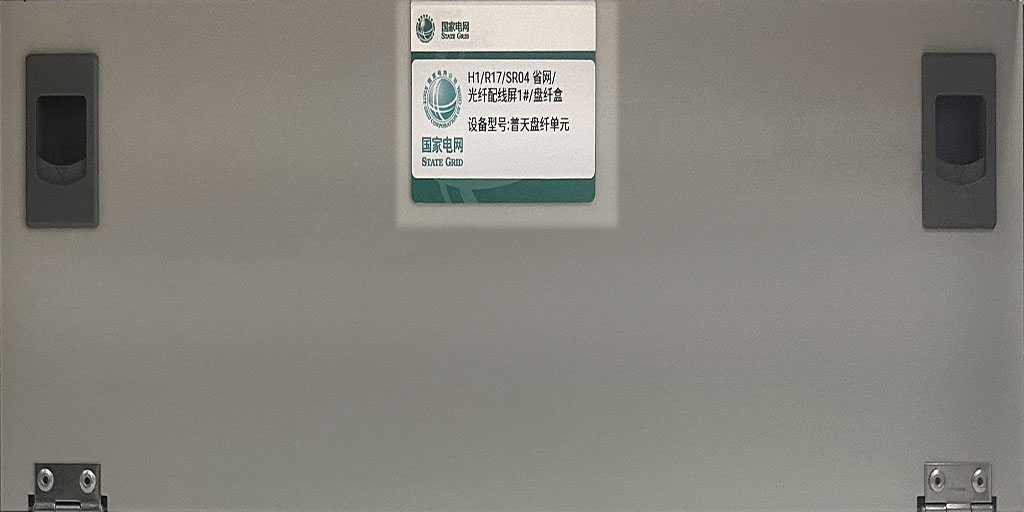 国家电网
STATE GRID
H1/R17/SR04 省网/
光纤配线屏1#/盘纤盒
设备型号:普天盘纤单元
国家电网
STATE GRID